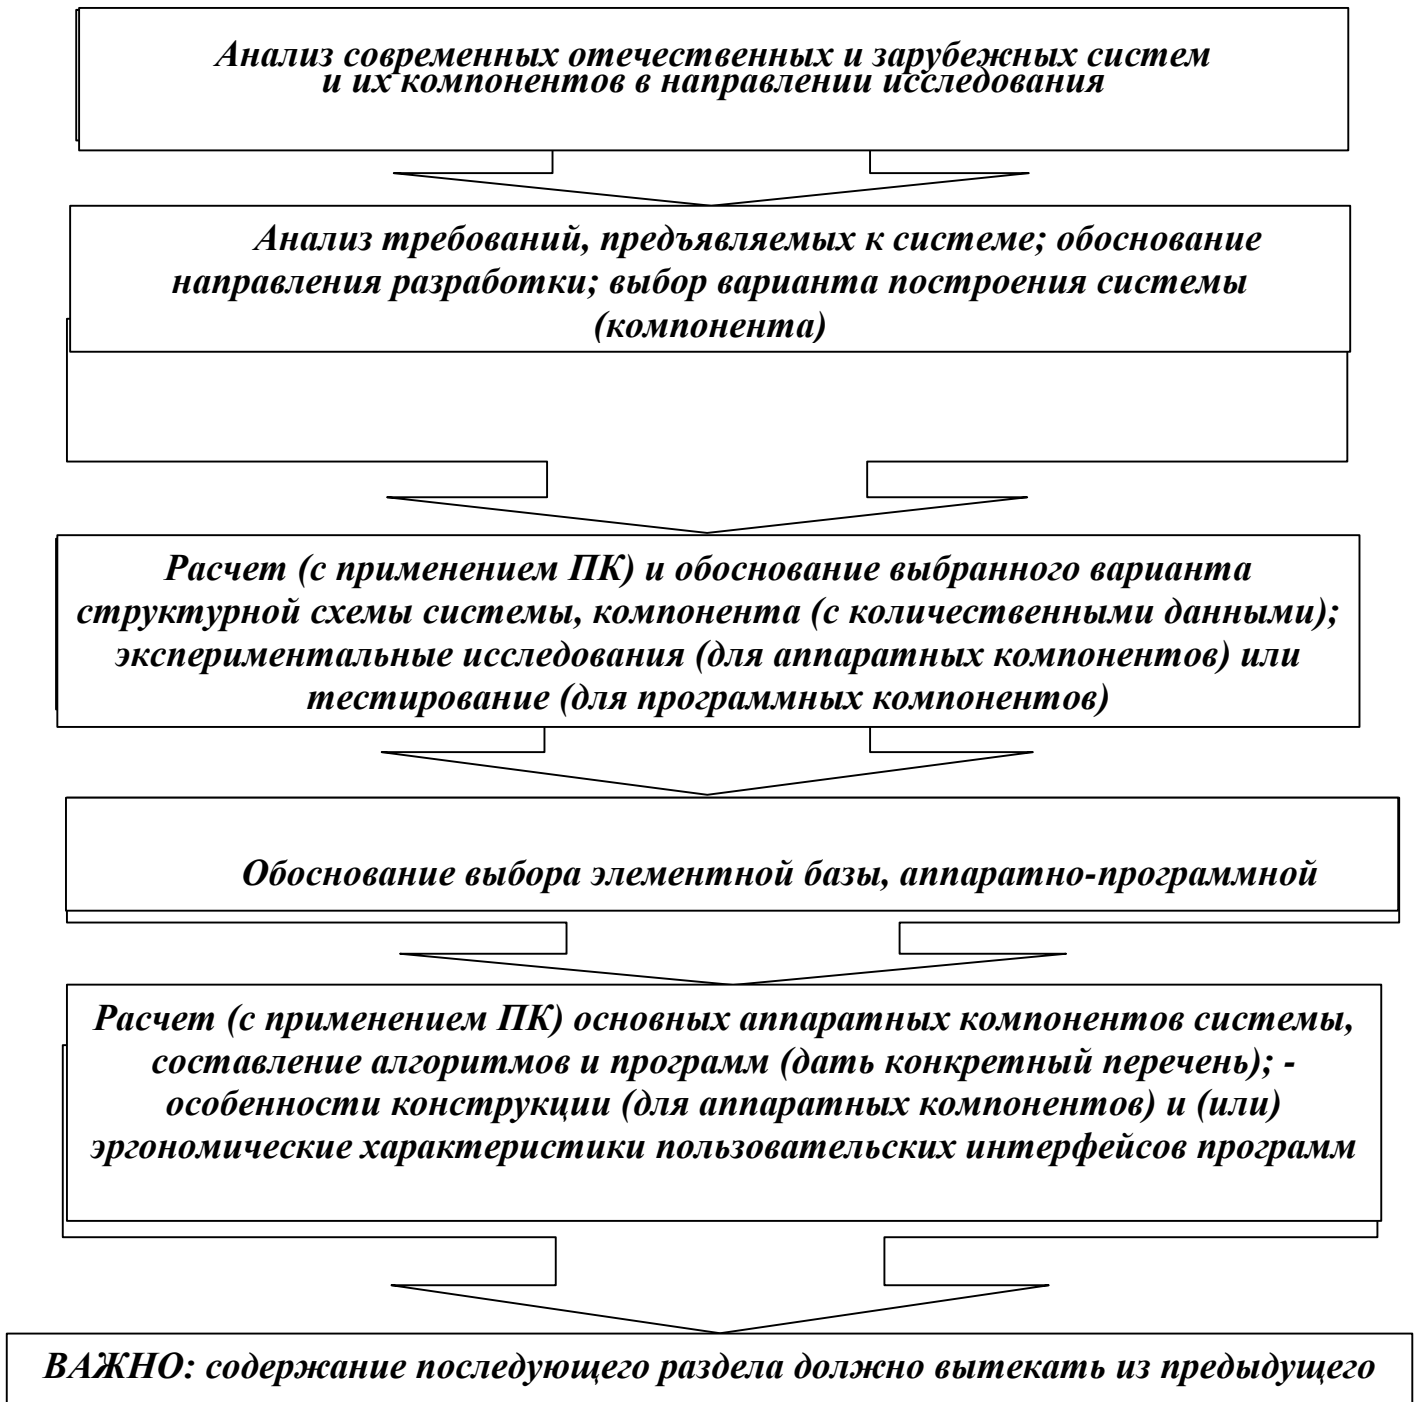 Анализ современных отечественных и зарубежных систем
и их компонентов в направлении исследования
Анализ требований, предъявляемых к системе; обоснование
направления разработки; выбор варианта построения системы
(компонента)
Расчет (с применением ПК) и обоснование выбранного варианта
структурной схемы системы, компонента (с количественными данными);
экспериментальные исследования (для аппаратных компонентов) или
тестирование (для программных компонентов)
Обоснование выбора элементной базы, аппаратно-программной
Расчет (с применением ПК) основных аппаратных компонентов системы,
составление алгоритмов и программ (дать конкретный перечень); -
особенности конструкции (для аппаратных компонентов) и (или)
эргономические характеристики пользовательских интерфейсов программ
ВАЖНО: содержание последующего раздела должно вытекать из предыдущего